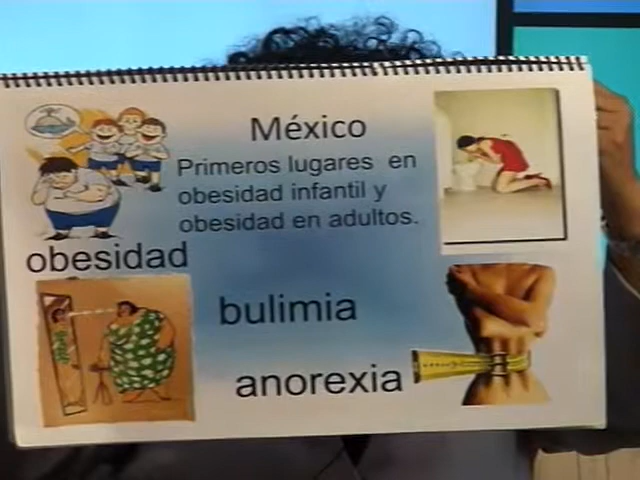 México
Primeros lugares en
obesidad infantil y
obesidad en adultos.
obesidad
bulimia
anorexia